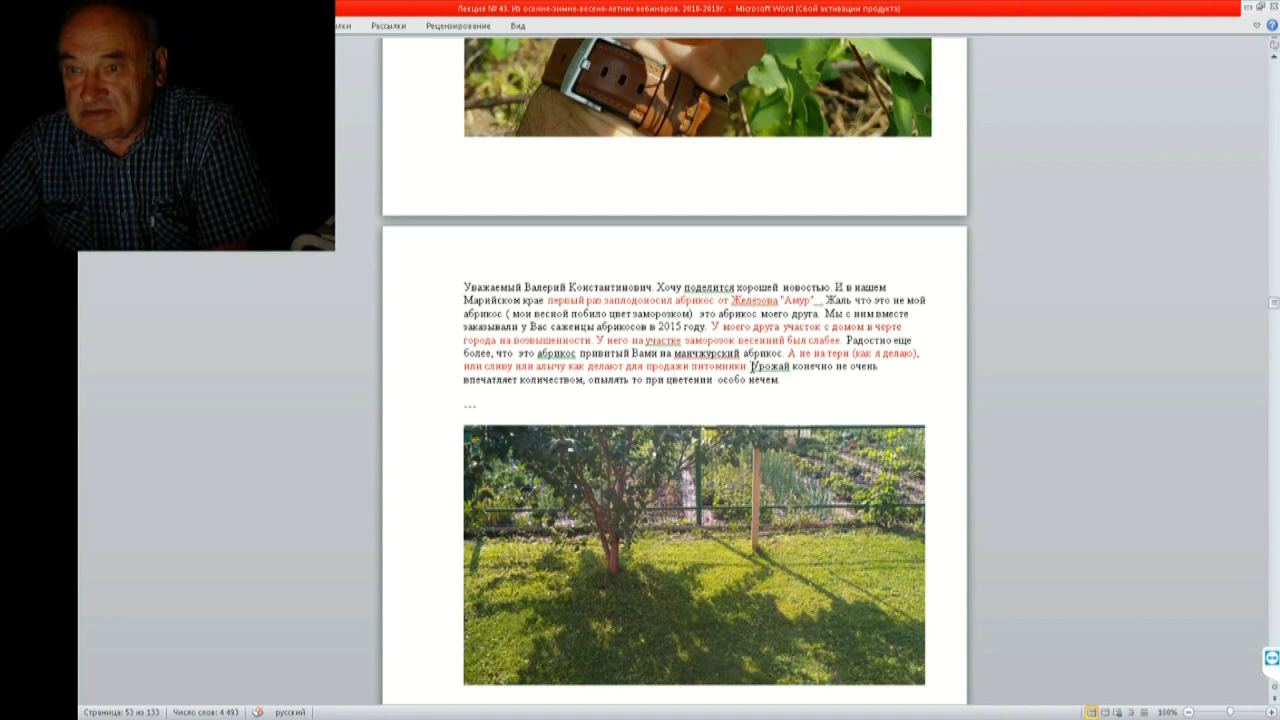 Лекция № 43. Из осенне-зимне-весене-летних вебинаров. 2018-2019г. - Microsoft Word (Сбой активации продукта)
Рассылки Рецензирование Вид
Уважаемый Валерий Константинович. Хочу поделится хорошей новостью. И в нашем
Марийском крае первый раз заплодоносил абрикос от Железова "Амур" Жаль что это не мой
абрикос ( мои весной побило цвет заморозком) это абрикос моего друга. Мы с ним вместе
заказывали у Вас саженцы абрикосов в 2015 году. У моего друга участок с домом в черте
города на возвышенности. У него на участке заморозок весенний был слабее. Радостно еще
более, что это абрикос привитый Вами на манчжурский абрикос. А не на терн (как я делаю),
или сливу или алычу как делают для продажи питомники. Урожай конечно не очень
впечатляет количеством, опылять то при цветении особо нечем.
---
Страница: 53 из 133 Число слов: 4 493 русский 100%